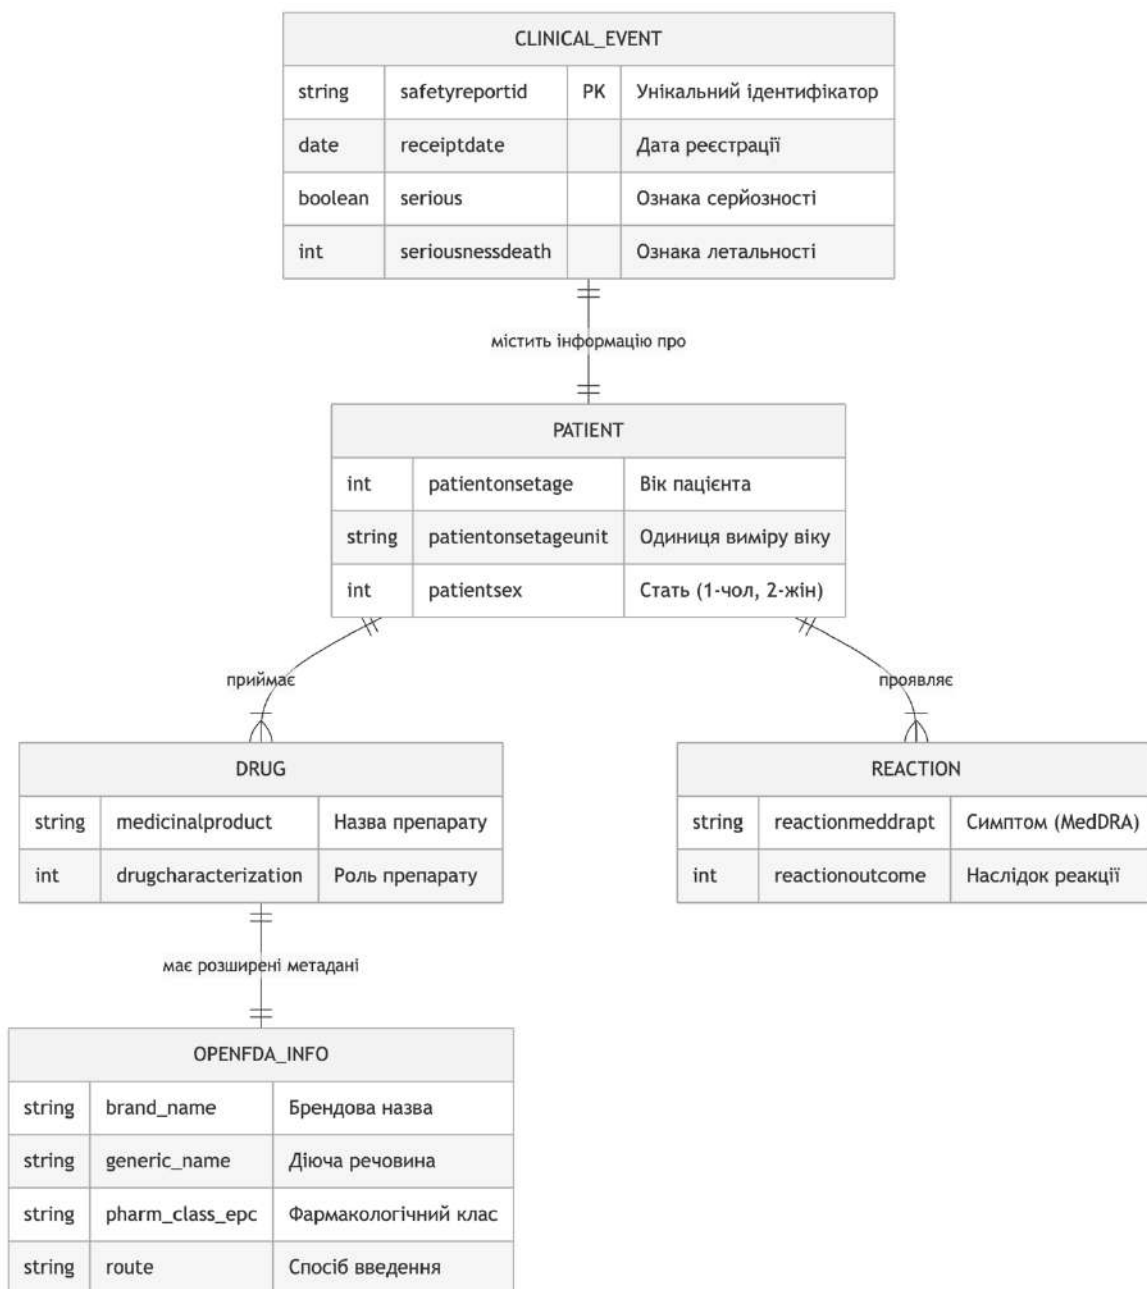 CLINICAL_EVENT
string safetyreportid PK Унікальний ідентифікатор
date receiptdate Дата реєстрації
boolean serious Ознака серйозності
int seriousnessdeath Ознака летальності
містить інформацію про
PATIENT
int patientonsetage Вік пацієнта
string patientonsetageunit Одиниця виміру віку
int patientsex Стать (1-чол, 2-жін)
приймає проявляє
DRUG
string medicinalproduct Назва препарату
int drugcharacterization Роль препарату
REACTION
string reactionmeddrapt Симптом (MedDRA)
int reactionoutcome Наслідок реакції
має розширені метадані
OPENFDA_INFO
string brand_name Брендова назва
string generic_name Діюча речовина
string pharm_class_epc Фармакологічний клас
string route Спосіб введення